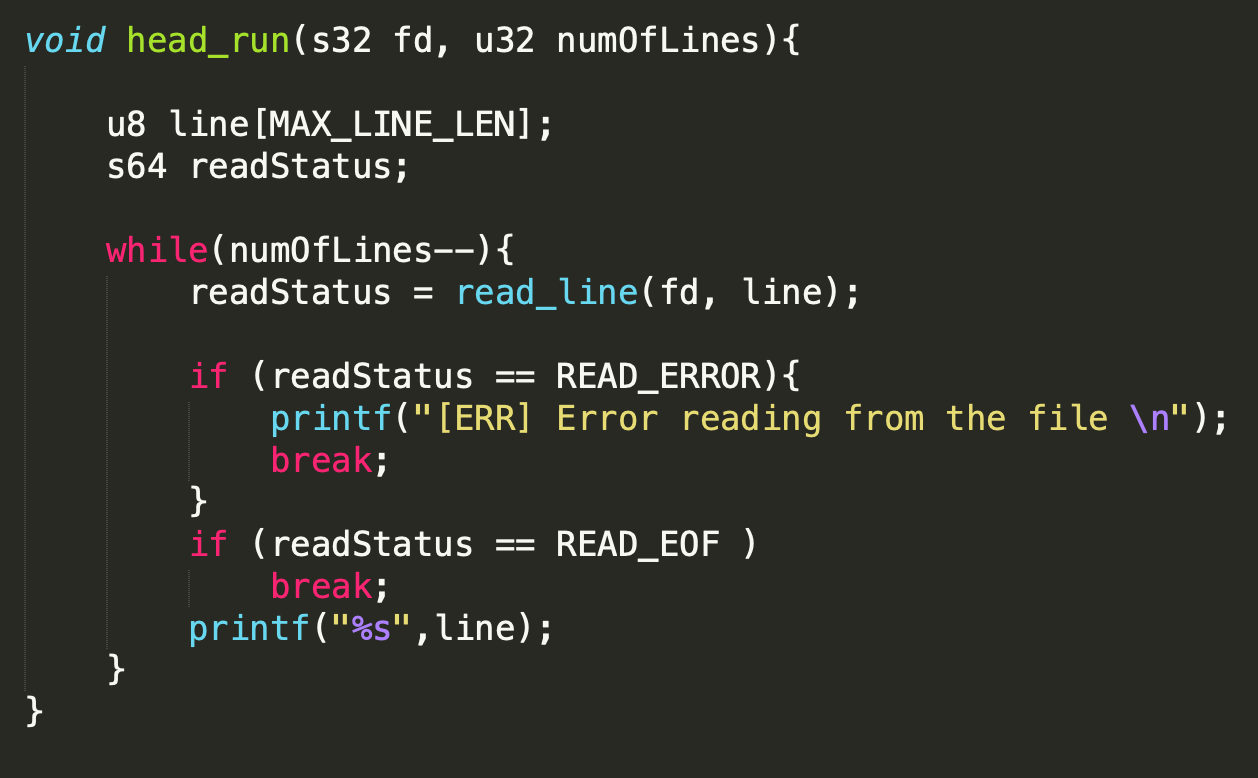 void head_run(s32 fd, u32 numOfLines){
u8 line[MAX_LINE_LEN];
s64 readStatus;
while(numOfLines--){
readStatus = read_line(fd, line);
if (readStatus == READ_ERROR){
printf("[ERR] Error reading from the file \n");
break;
}
if (readStatus == READ_EOF )
break;
printf("%s",line);
}
}